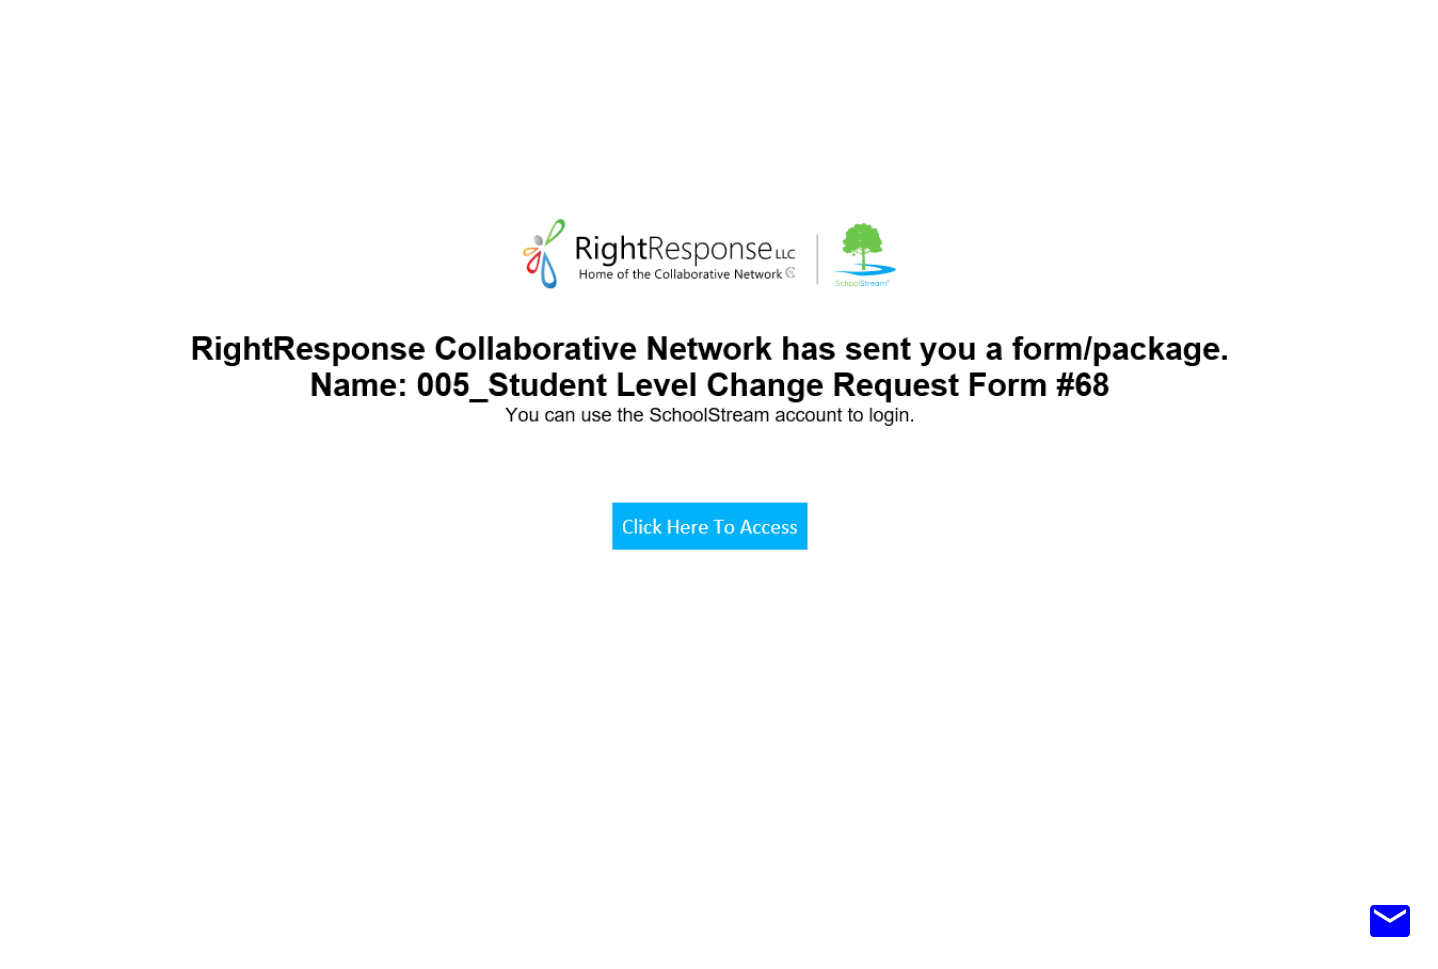 RightResponse LLC
Home of the Collaborative Network
SchoolStream
RightResponse Collaborative Network has sent you a form/package.
Name: 005_Student Level Change Request Form #68
You can use the SchoolStream account to login.
Click Here To Access